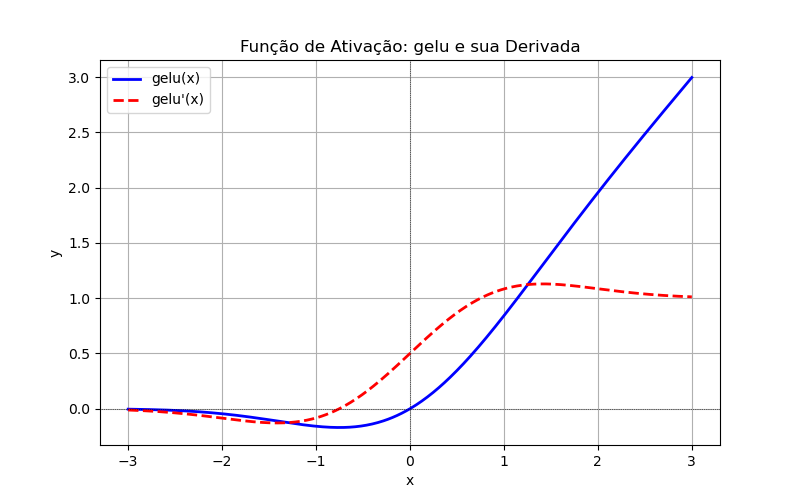 Função de Ativação: gelu e sua Derivada
gelu(x)
gelu'(x)
3.0
2.5
2.0
1.5
1.0
0.5
0.0
y
−3
−2
−1
0
1
2
3
x